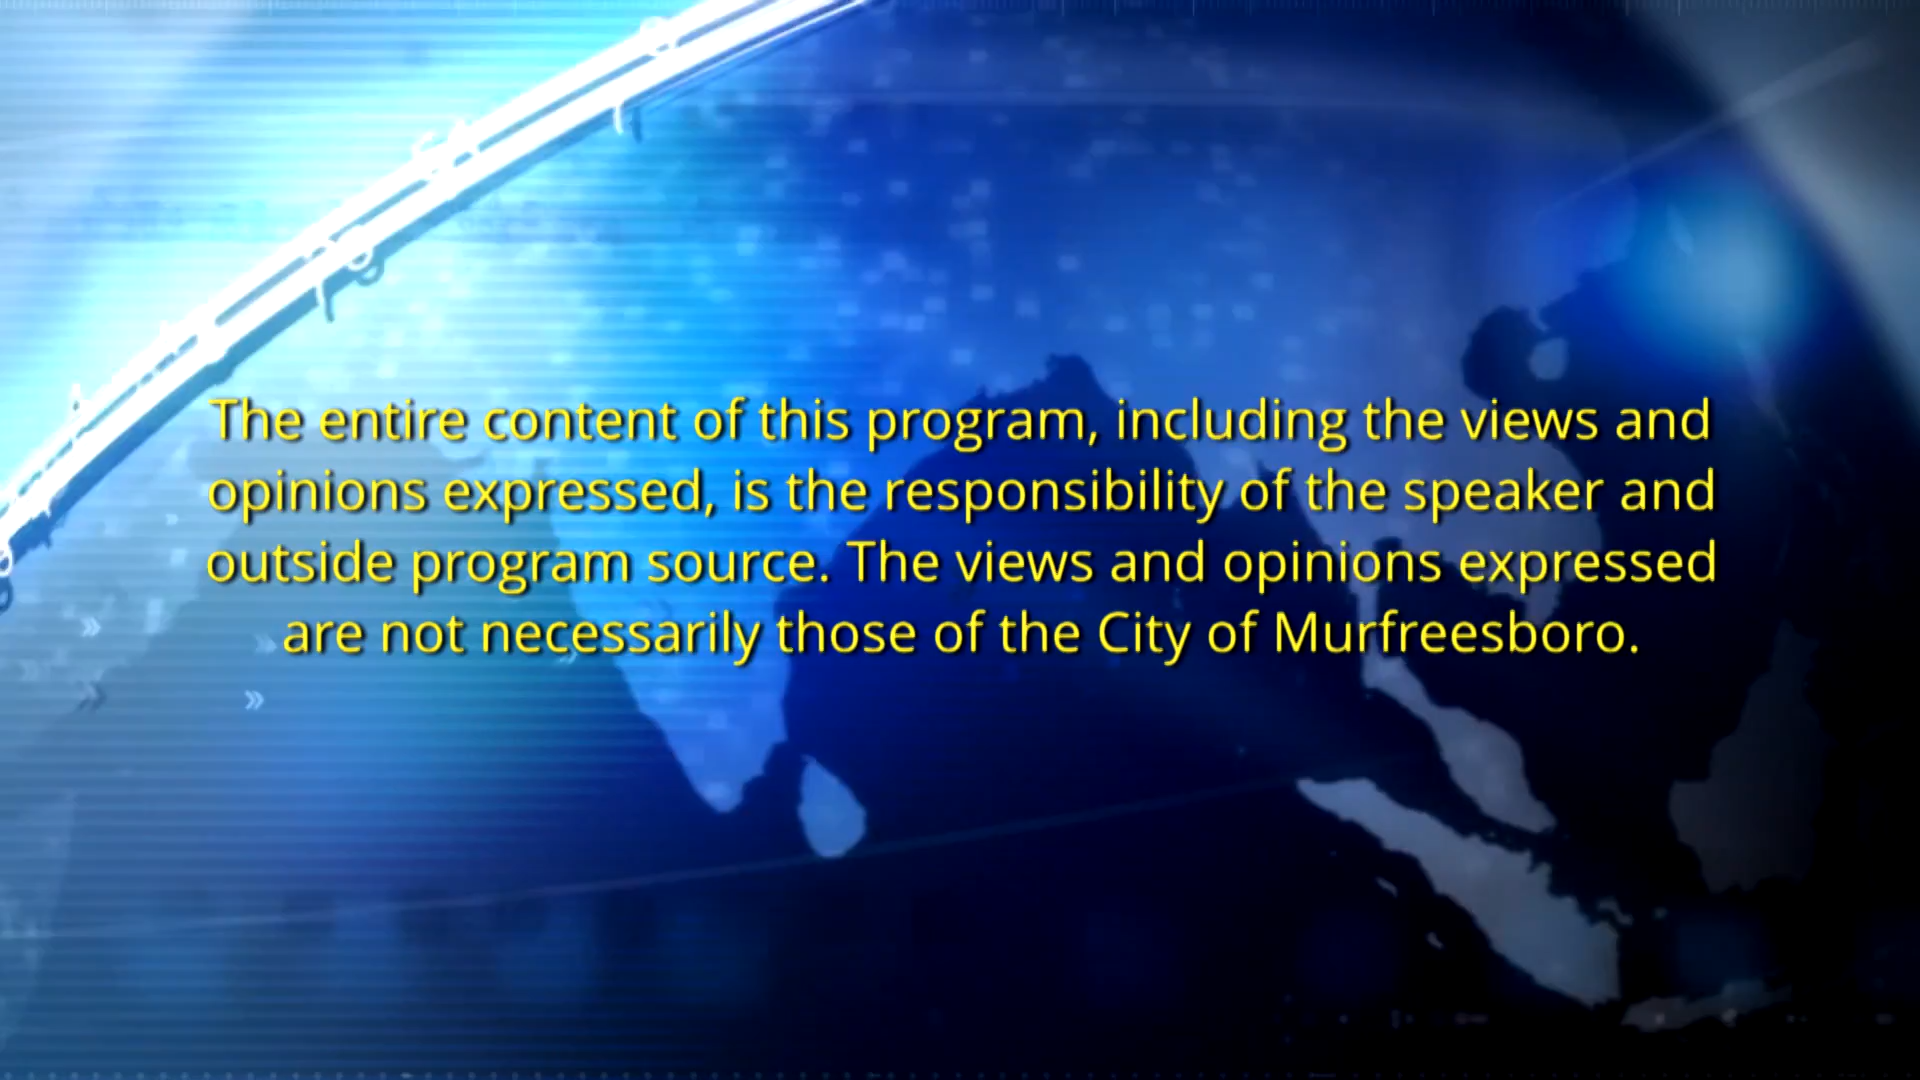 The entire content of this program, including the views and
opinions expressed, is the responsibility of the speaker and
outside program source. The views and opinions expressed
are not necessarily those of the City of Murfreesboro.